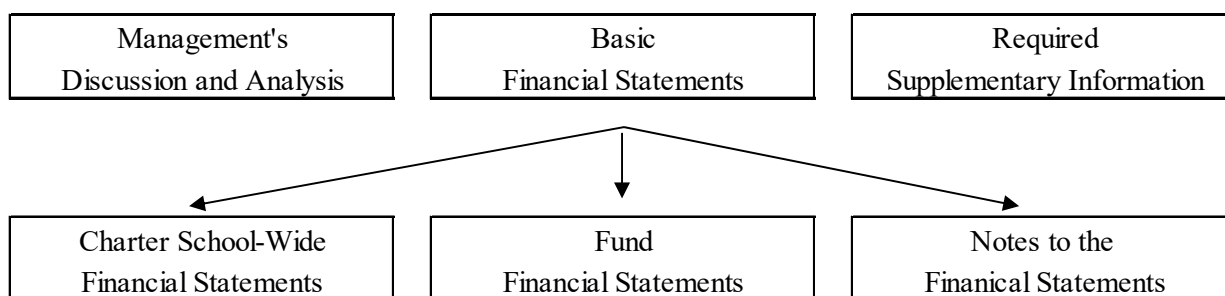 Management's
Discussion and Analysis
Basic
Financial Statements
Required
Supplementary Information
Charter School-Wide
Financial Statements
Fund
Financial Statements
Notes to the
Finanical Statements